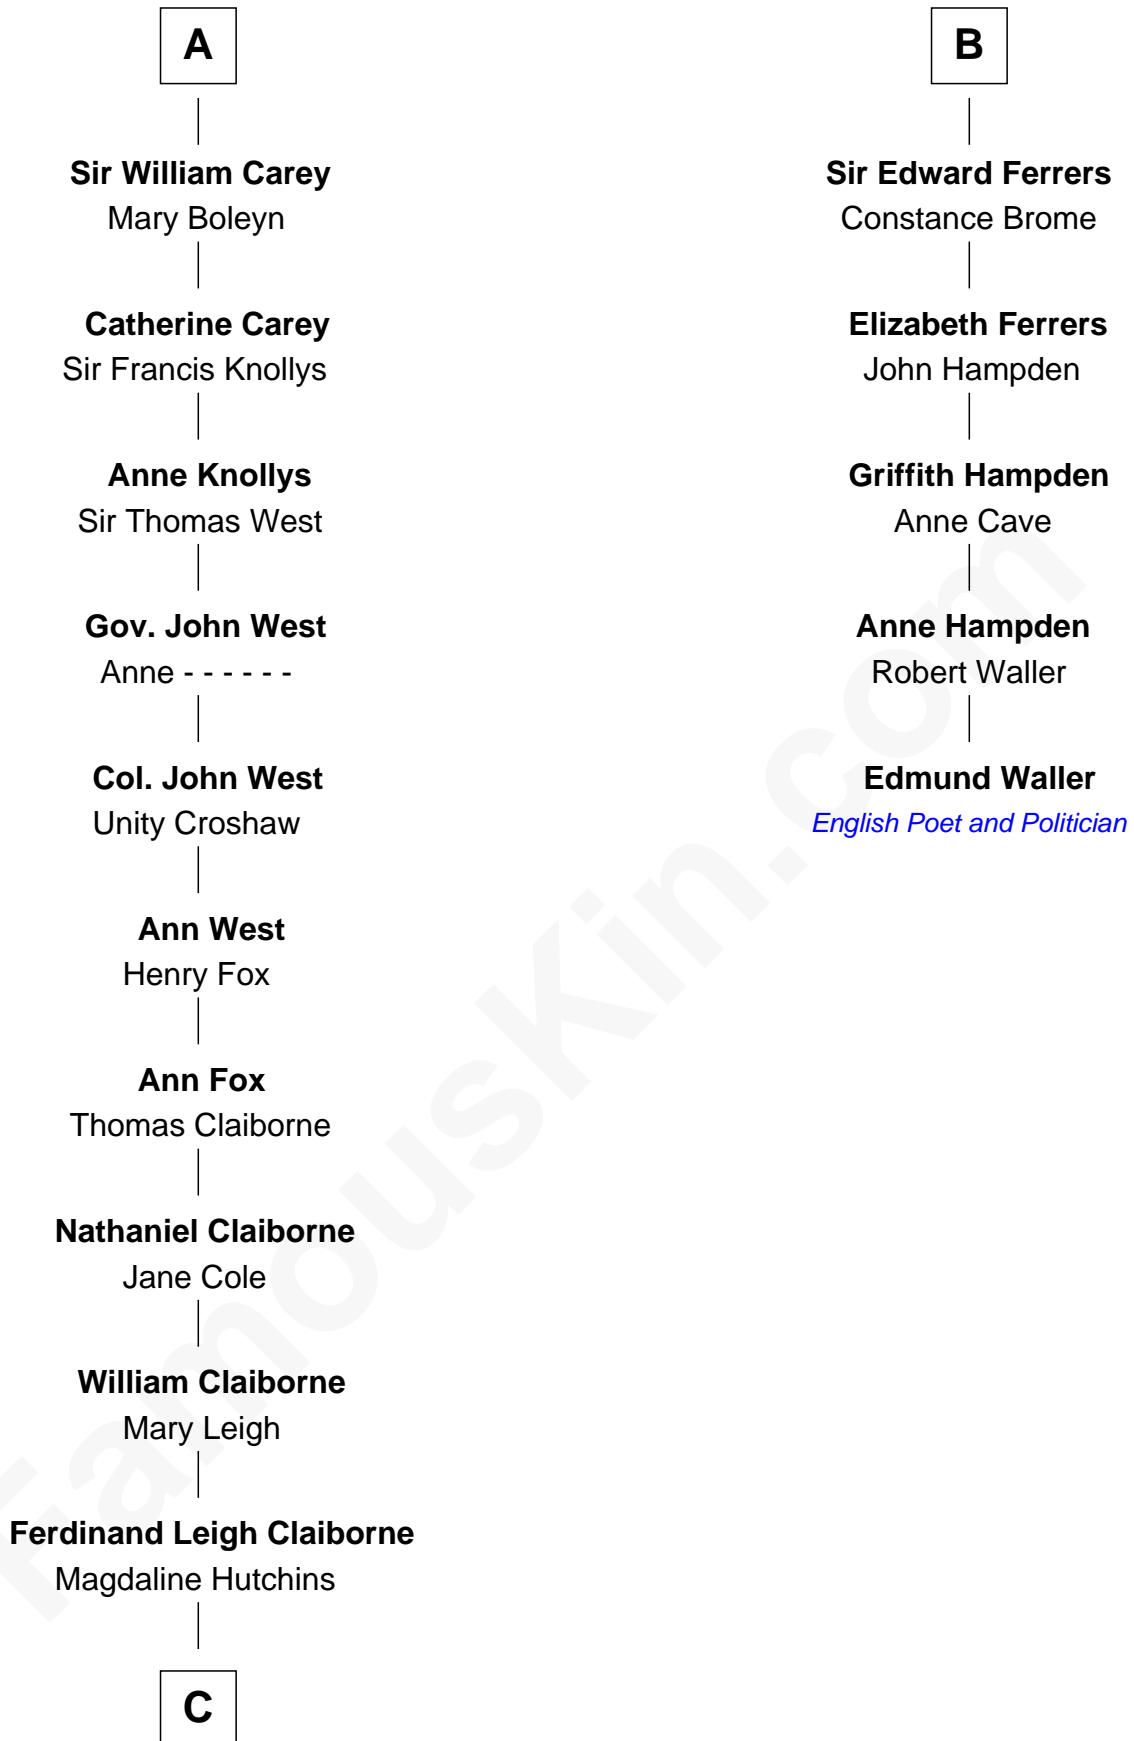 A
Sir William Carey
Mary Boleyn
Catherine Carey
Sir Francis Knollys
Anne Knollys
Sir Thomas West
Gov. John West
Anne - - - - - -
Col. John West
Unity Croshaw
Ann West
Henry Fox
Ann Fox
Thomas Claiborne
Nathaniel Claiborne
Jane Cole
William Claiborne
Mary Leigh
Ferdinand Leigh Claiborne
Magdaline Hutchins
C
B
Sir Edward Ferrers
Constance Brome
Elizabeth Ferrers
John Hampden
Griffith Hampden
Anne Cave
Anne Hampden
Robert Waller
Edmund Waller
English Poet and Politician
FamousKin.com